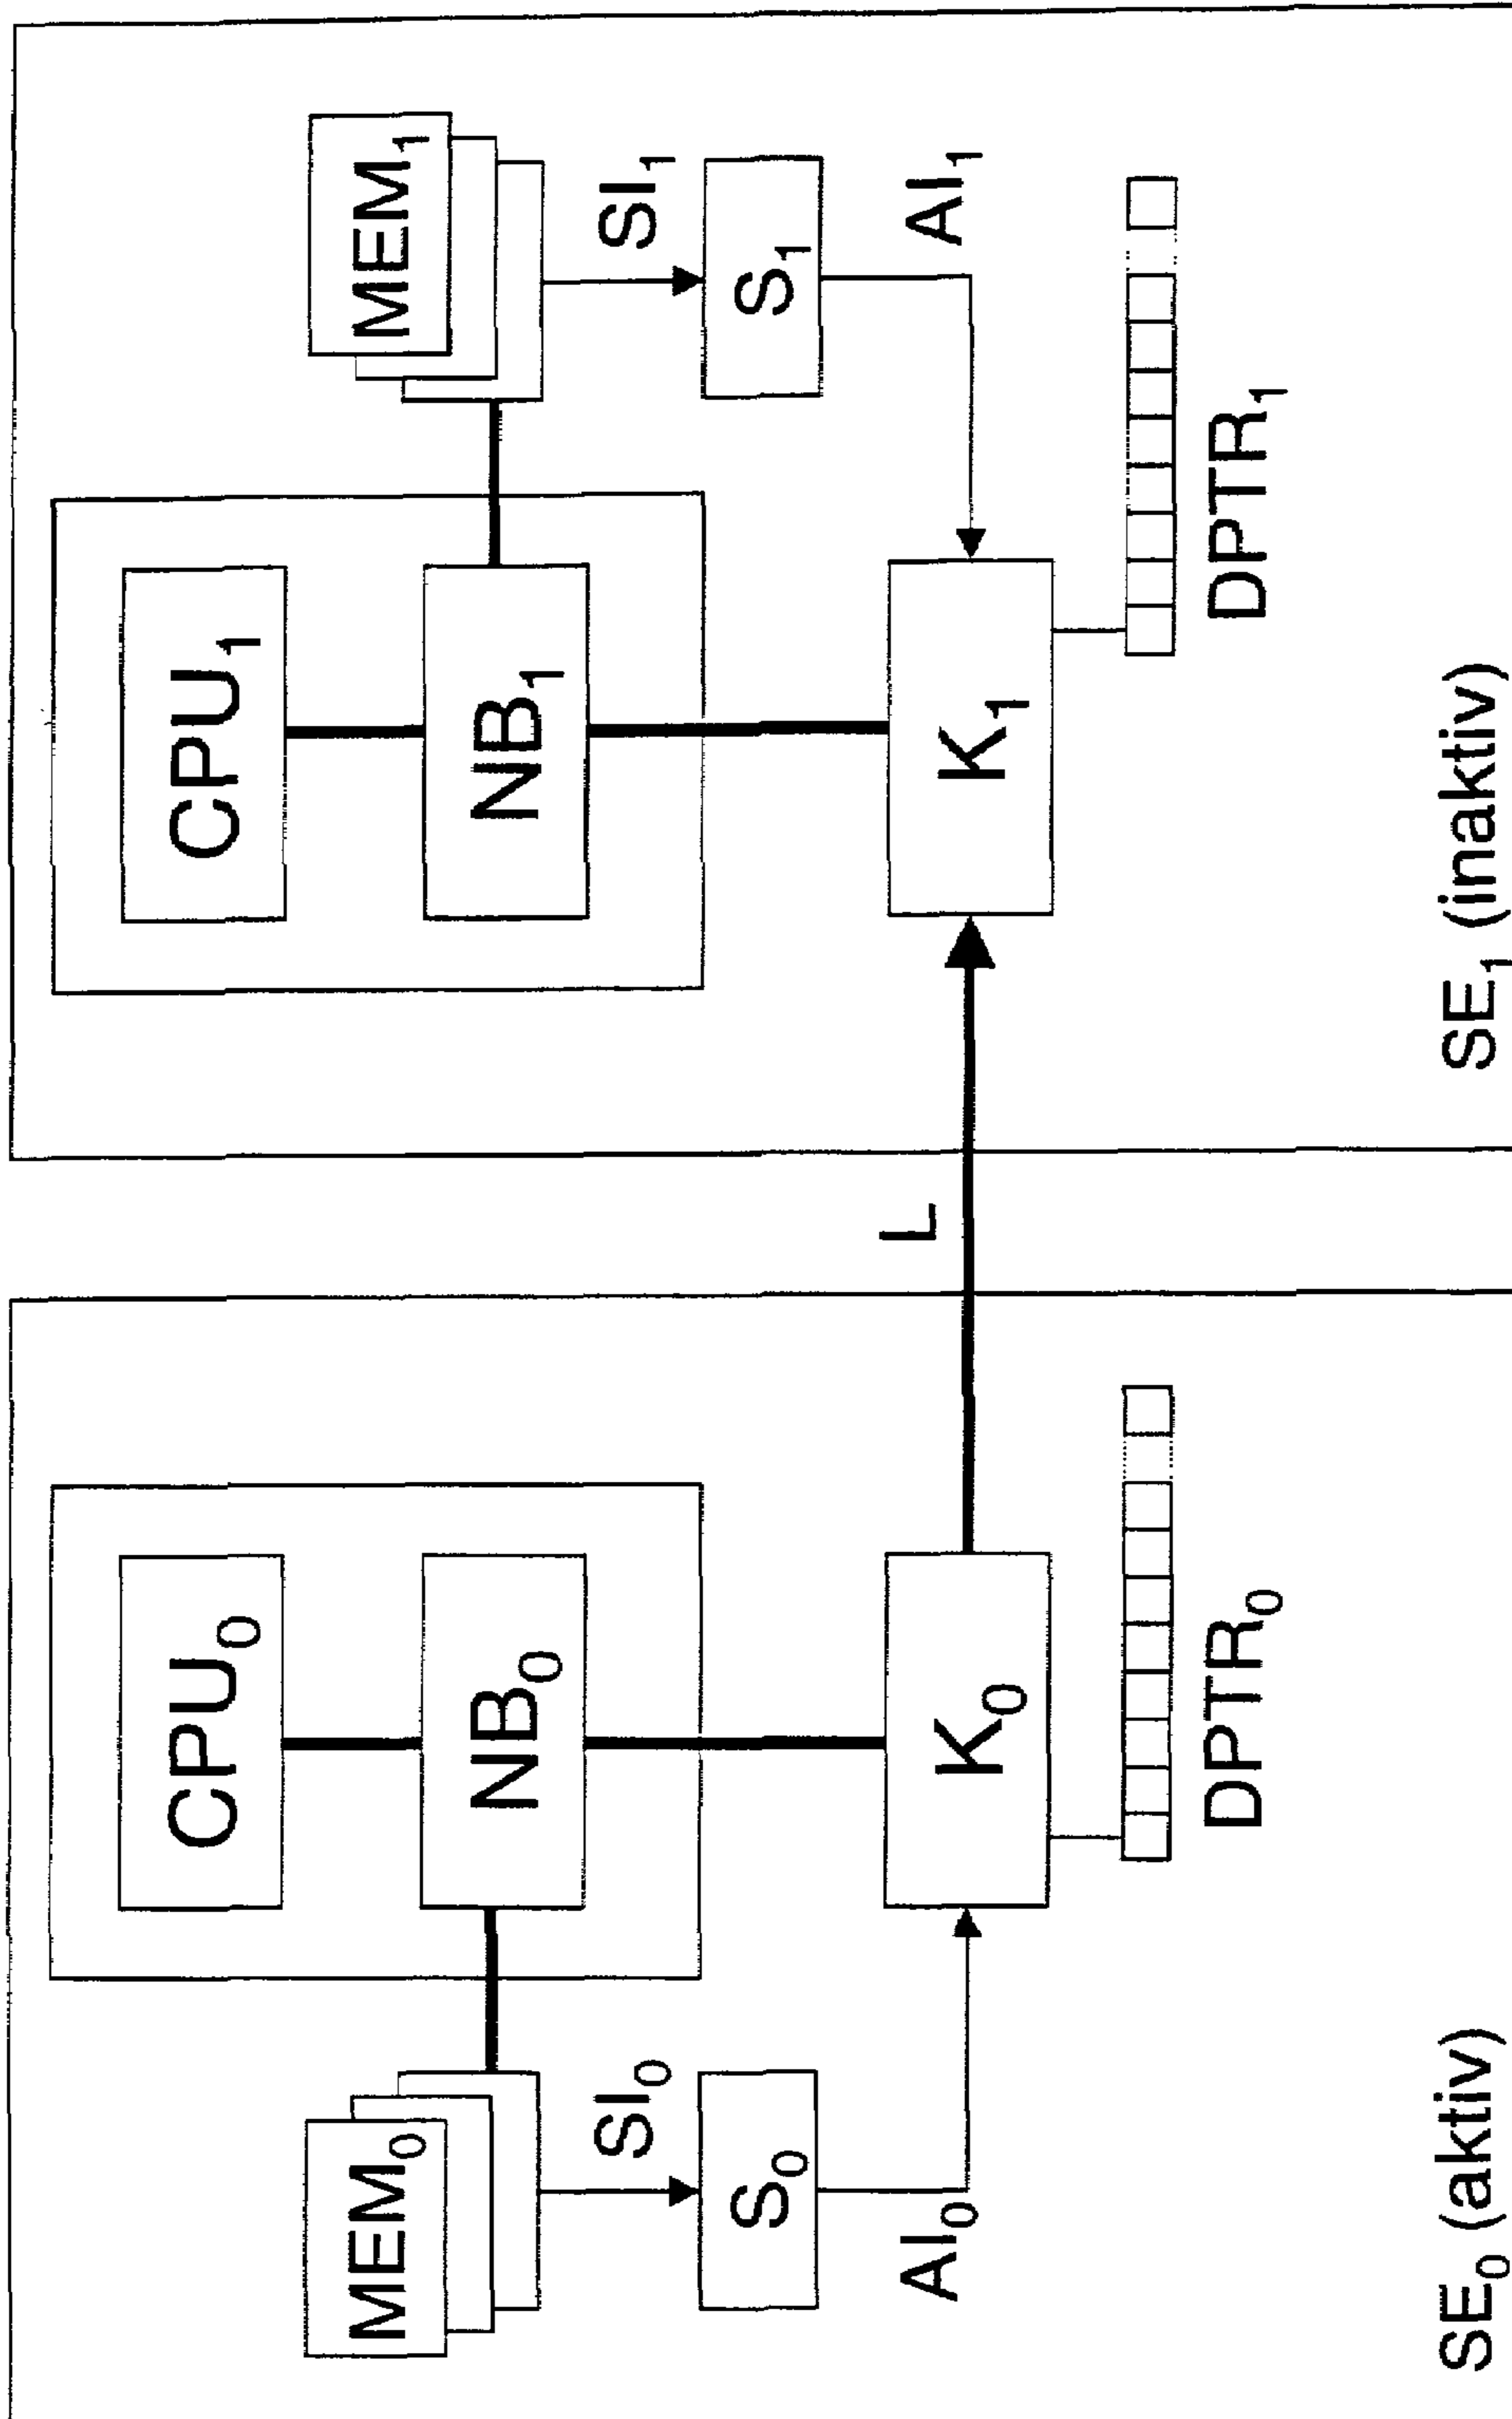 CPU₀
NB₀
MEM₀
SI₀
S₀
AI₀
K₀
DPTR₀
SE₀ (aktiv)
L
CPU₁
NB₁
MEM₁
SI₁
S₁
AI₁
K₁
DPTR₁
SE₁ (inaktiv)